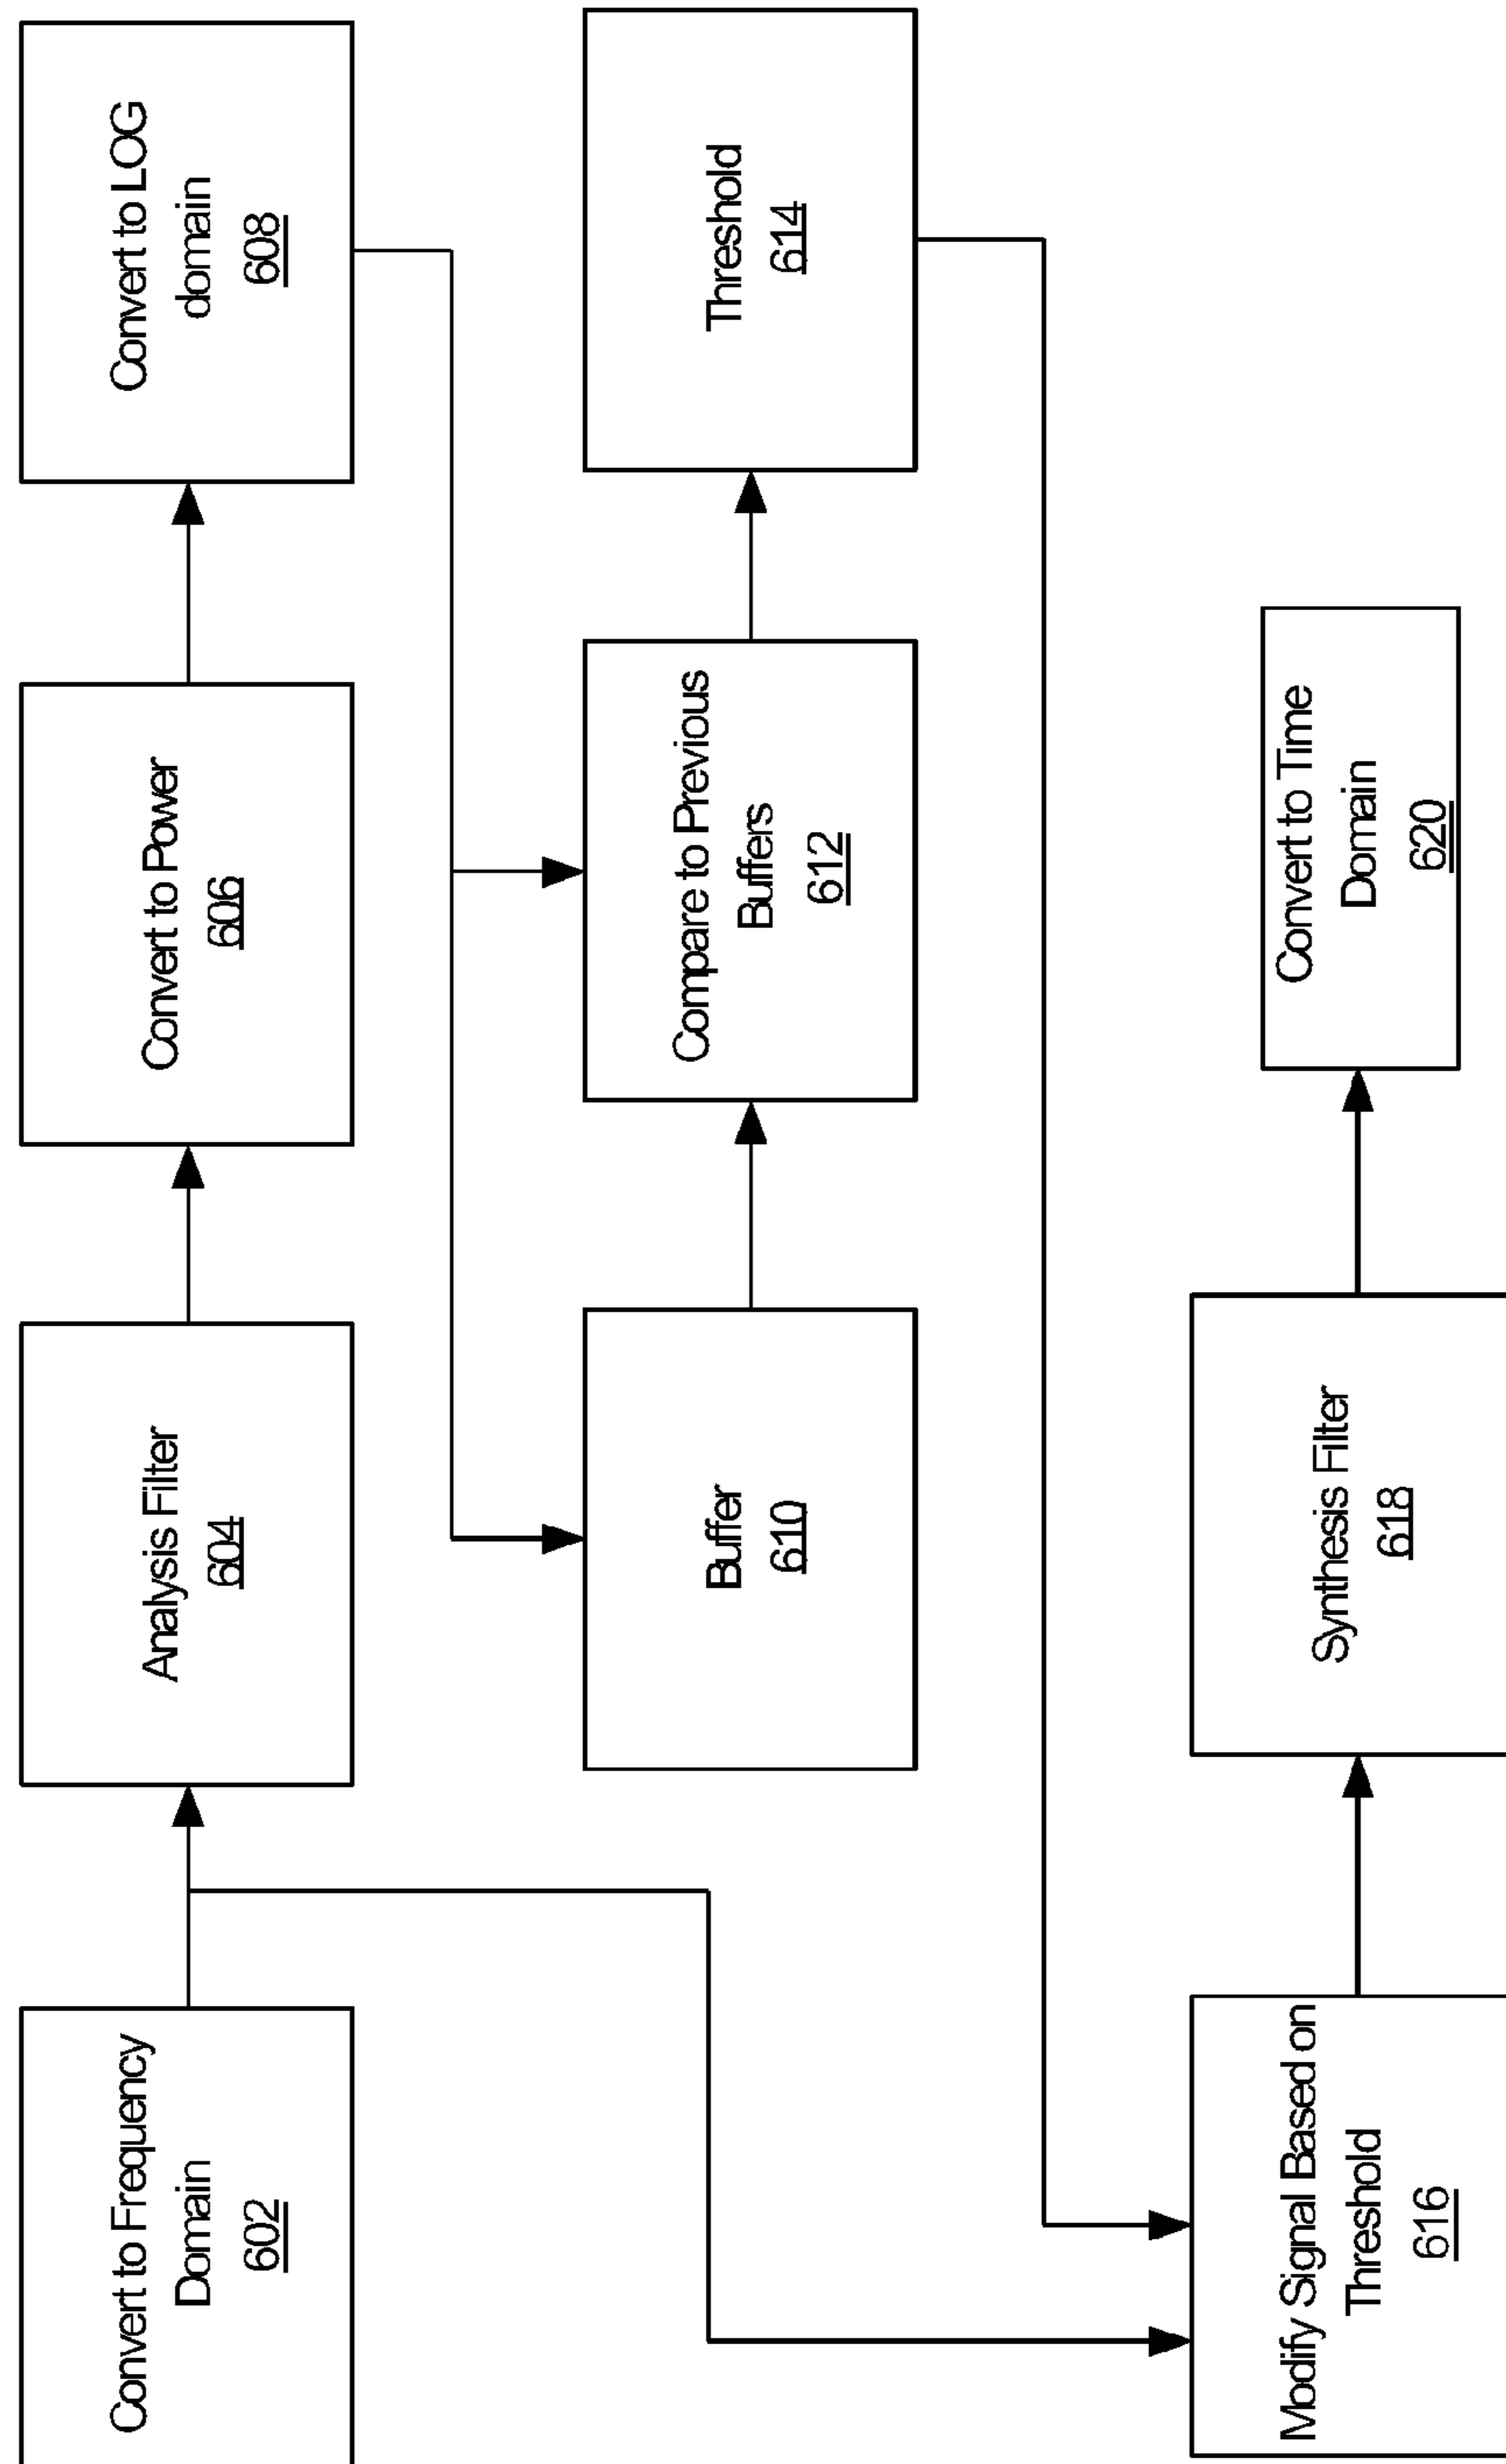 Convert to Frequency
Domain
602
Analysis Filter
604
Convert to Power
606
Convert to LOG
domain
608
Buffer
610
Compare to Previous
Buffers
612
Threshold
614
Modify Signal Based on
Threshold
616
Synthesis Filter
618
Convert to Time
Domain
620